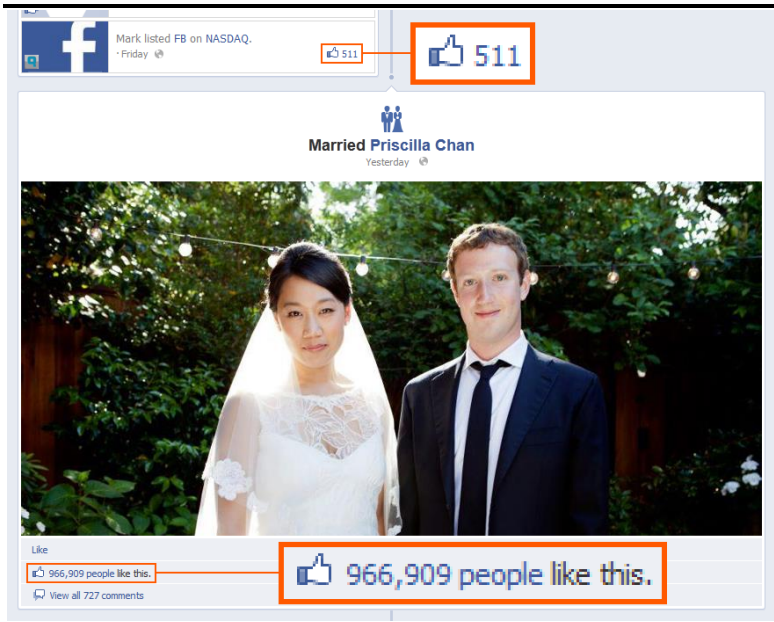 Mark listed FB on NASDAQ.
· Friday
511
511
Married Priscilla Chan
Yesterday
Like
966,909 people like this.
966,909 people like this.
View all 727 comments